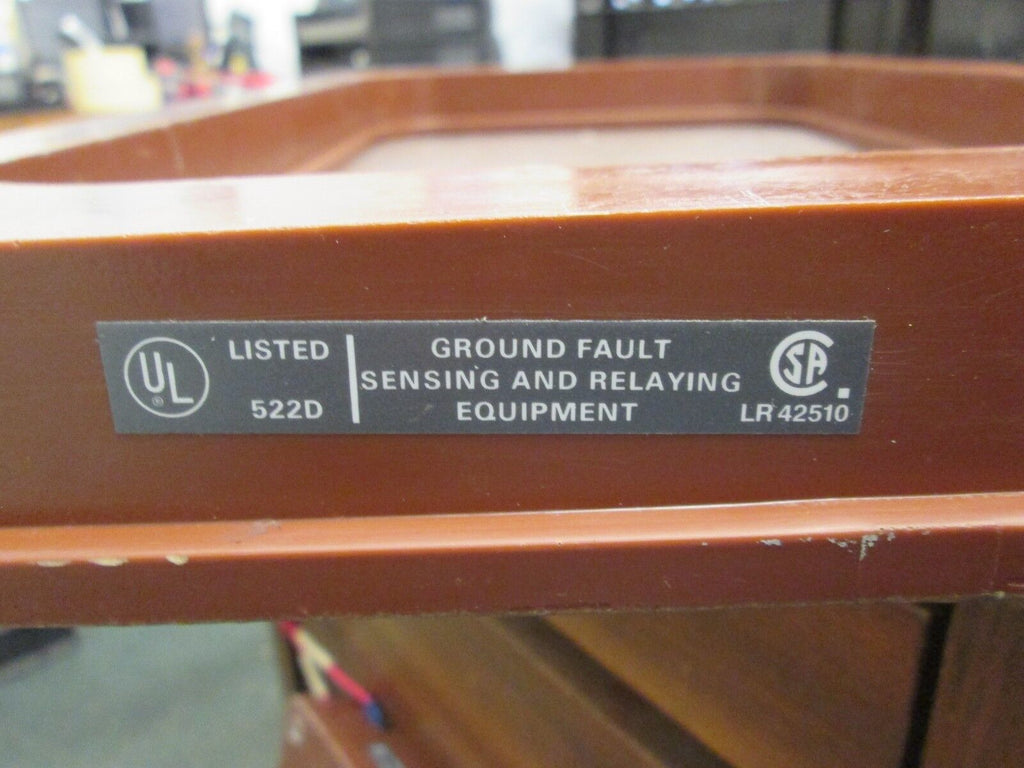 UL® LISTED
522D
GROUND FAULT
SENSING AND RELAYING
EQUIPMENT
CSA
LR 42510